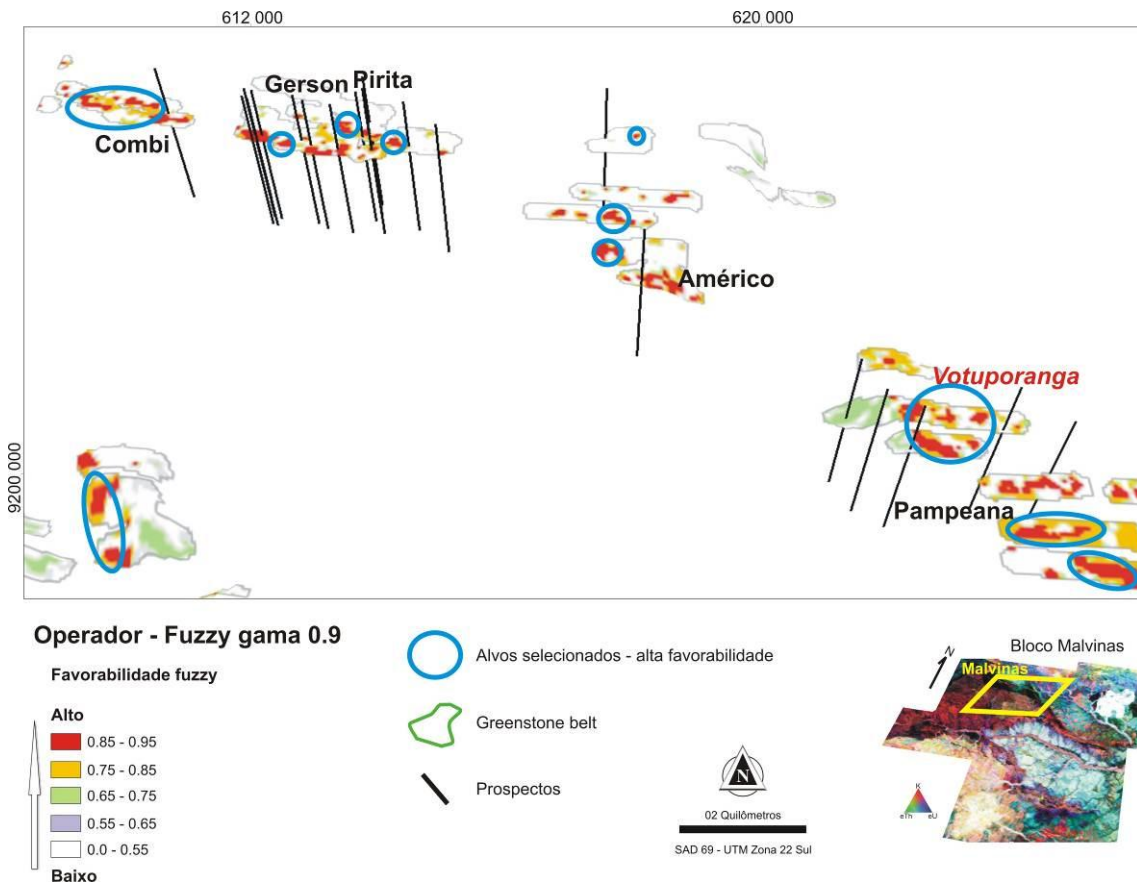 612 000
620 000
Gerson
Pirita
Combi
Américo
Votuporanga
9200 000
Pampeana
Operador - Fuzzy gama 0.9
Favorabilidade fuzzy
Alto
0.85 - 0.95
0.75 - 0.85
0.65 - 0.75
0.55 - 0.65
0.0 - 0.55
Baixo
Alvos selecionados - alta favorabilidade
Greenstone belt
Prospectos
N
02 Quilômetros
SAD 69 - UTM Zona 22 Sul
Bloco Malvinas
N
Malvinas
K
eTh eU